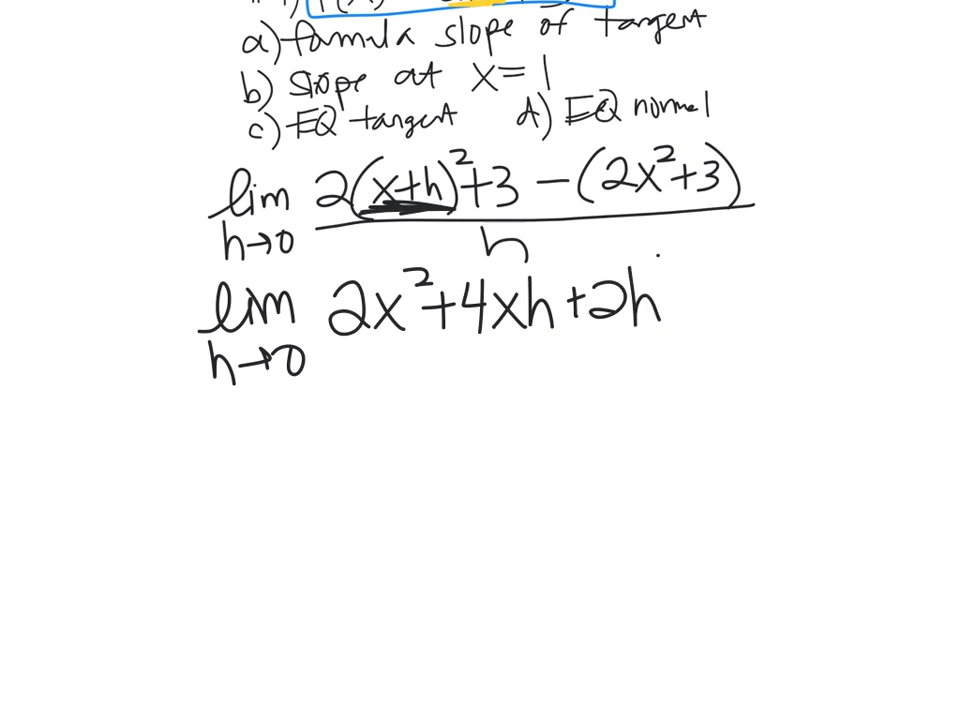 a) formula slope of tangent
b) slope at x = 1
c) EQ tangent d) EQ normal
lim 2(x+h)²+3 − (2x²+3)
h→0 h
lim 2x²+4xh+2h
h→0